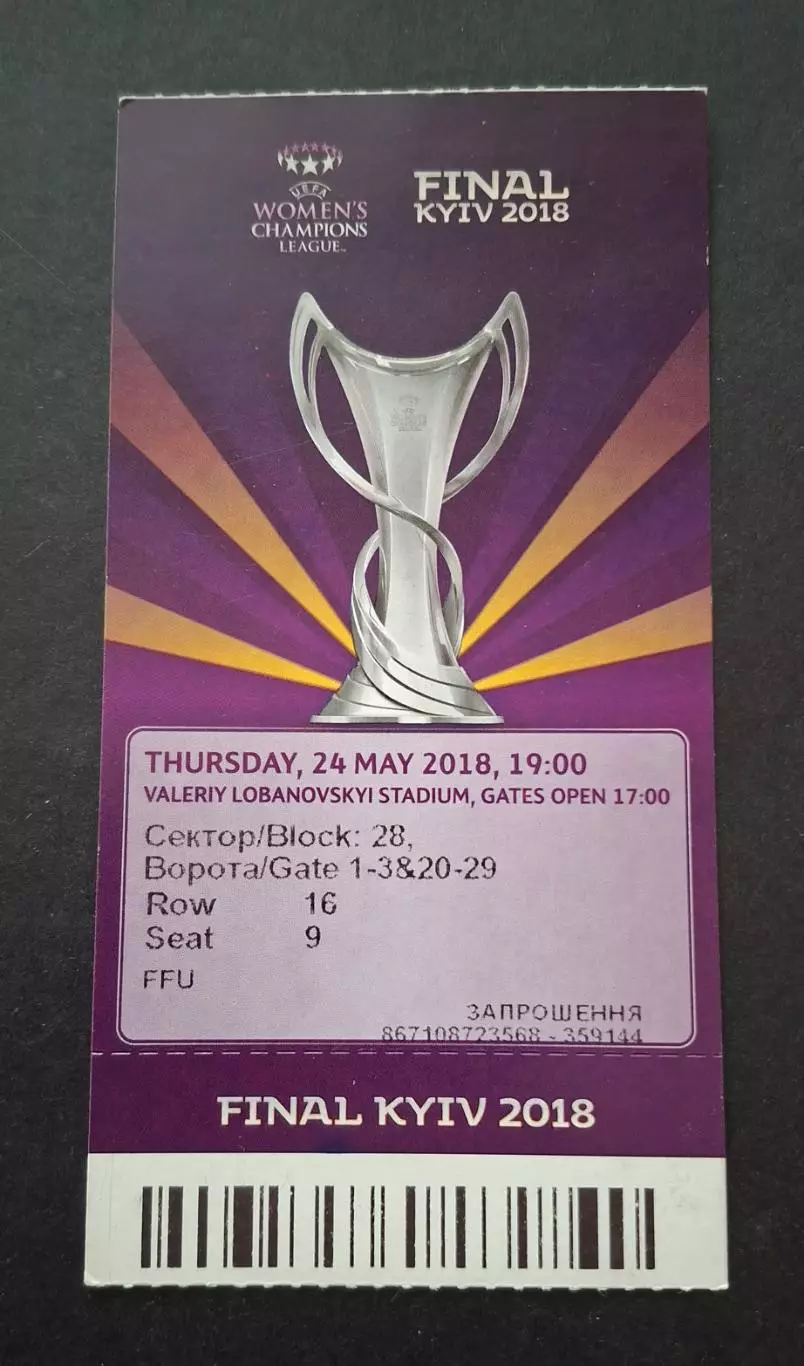 UEFA
WOMEN'S
CHAMPIONS
LEAGUE™
FINAL
KYIV 2018
THURSDAY, 24 MAY 2018, 19:00
VALERIY LOBANOVSKYI STADIUM, GATES OPEN 17:00
Сектор/Block: 28,
Ворота/Gate 1-3&20-29
Row 16
Seat 9
FFU
ЗАПРОШЕННЯ
867108723568 - 359144
FINAL KYIV 2018